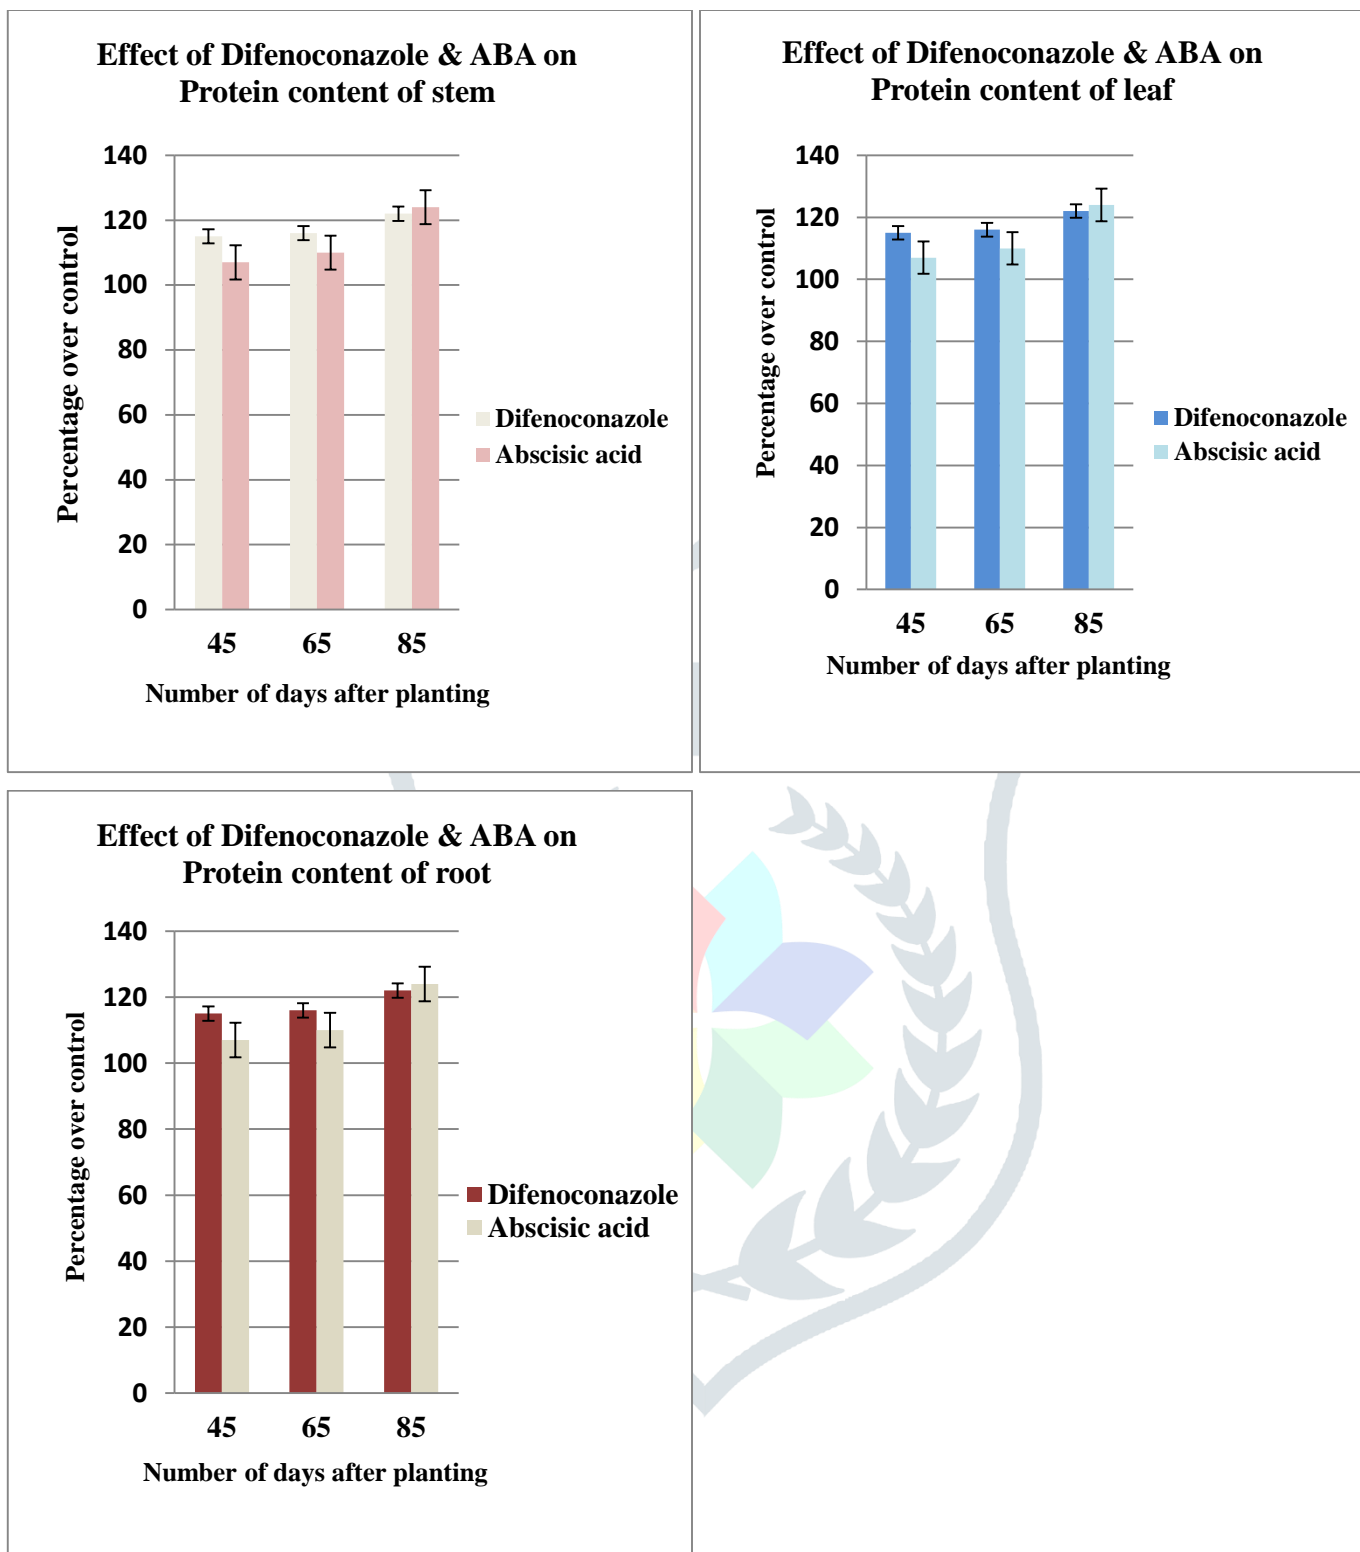 Effect of Difenoconazole & ABA on
Protein content of stem
Percentage over control
140
120
100
80
60
40
20
0
45 65 85
Number of days after planting
Difenoconazole
Abscisic acid
Effect of Difenoconazole & ABA on
Protein content of leaf
Percentage over control
140
120
100
80
60
40
20
0
45 65 85
Number of days after planting
Difenoconazole
Abscisic acid
Effect of Difenoconazole & ABA on
Protein content of root
Percentage over control
140
120
100
80
60
40
20
0
45 65 85
Number of days after planting
Difenoconazole
Abscisic acid